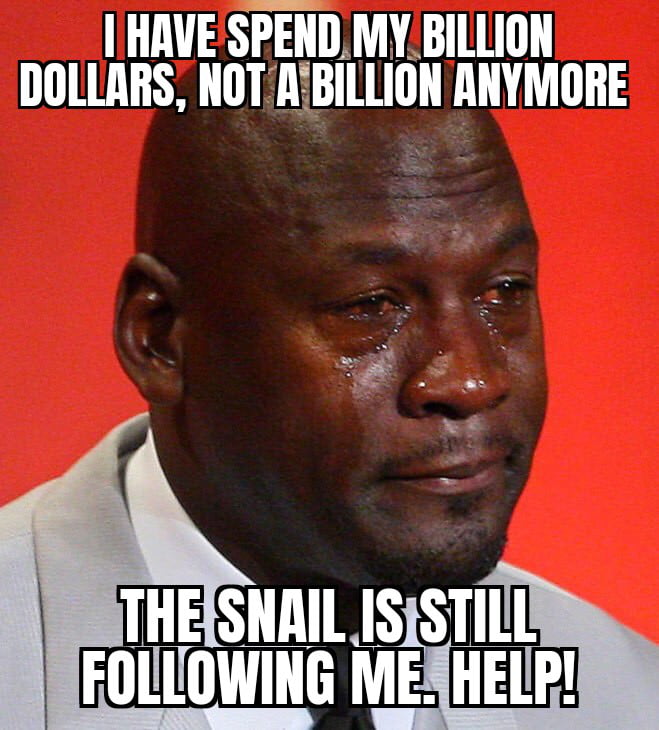 I HAVE SPEND MY BILLION
DOLLARS, NOT A BILLION ANYMORE
THE SNAIL IS STILL
FOLLOWING ME. HELP!